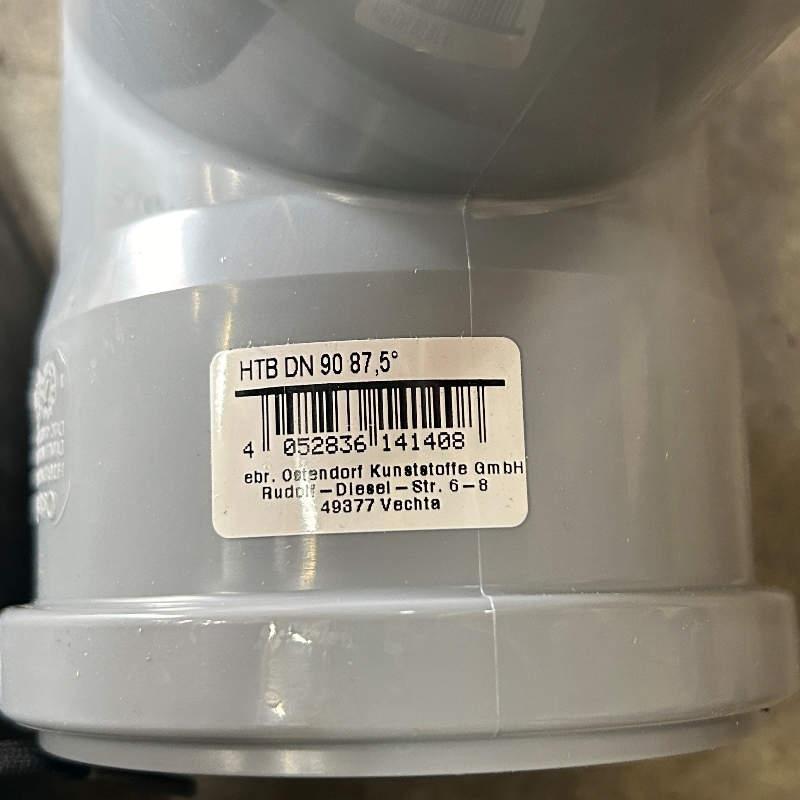 HTB DN 90 87,5°
4 052836 141408
ebr. Ostendorf Kunststoffe GmbH
Rudolf-Diesel-Str. 6-8
49377 Vechta